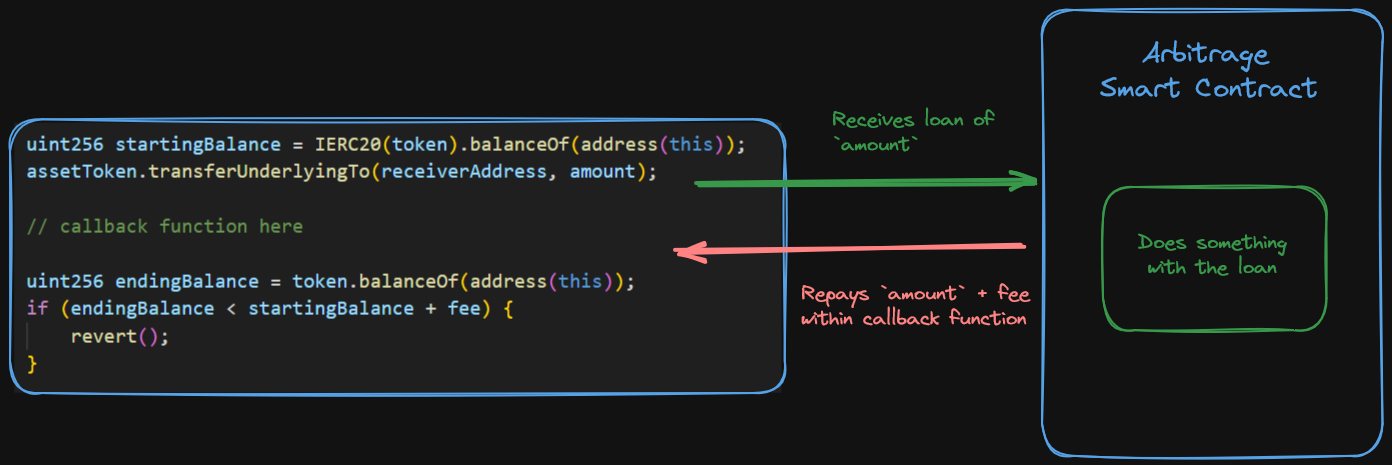 uint256 startingBalance = IERC20(token).balanceOf(address(this));
assetToken.transferUnderlyingTo(receiverAddress, amount);
// callback function here
uint256 endingBalance = token.balanceOf(address(this));
if (endingBalance < startingBalance + fee) {
revert();
}
Receives loan of
`amount`
Repays `amount` + fee
within callback function
Arbitrage
Smart Contract
Does something
with the loan